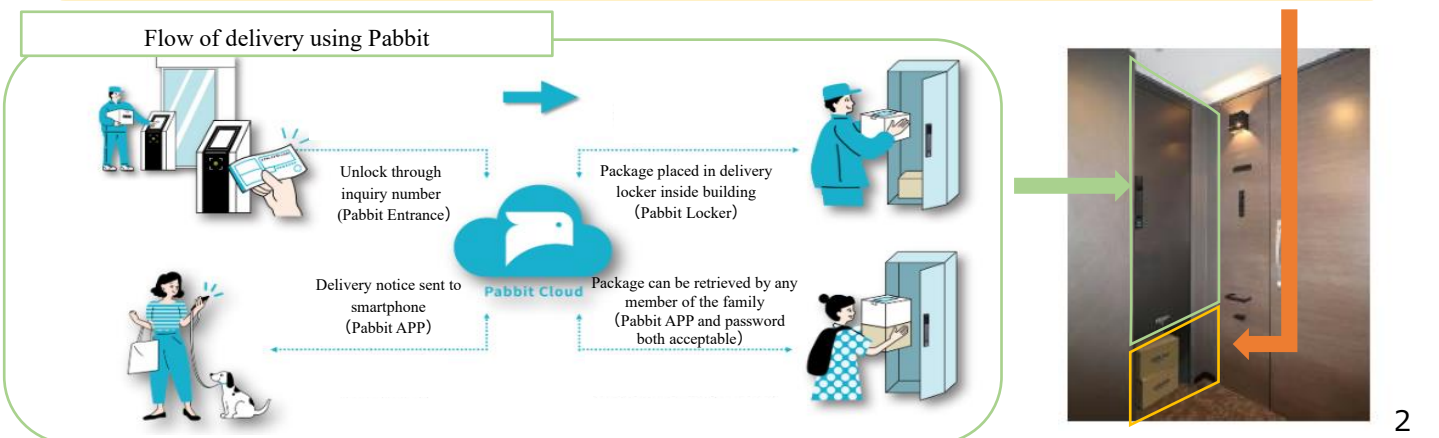 Flow of delivery using Pabbit
Unlock through
inquiry number
(Pabbit Entrance）
Package placed in delivery
locker inside building
（Pabbit Locker）
Delivery notice sent to
smartphone
（Pabbit APP）
Pabbit Cloud
Package can be retrieved by any
member of the family
（Pabbit APP and password
both acceptable）
2